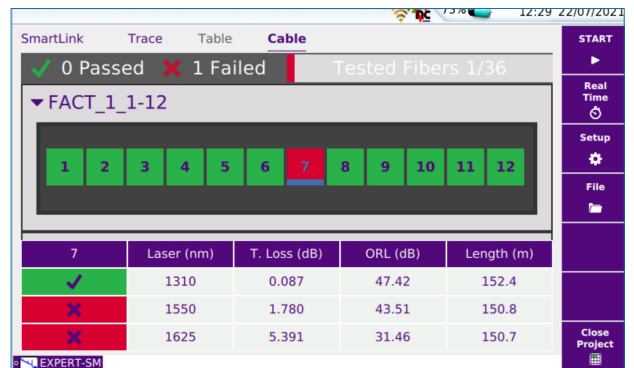 73% 12:29 22/07/2021
SmartLink Trace Table Cable
START
0 Passed 1 Failed Tested Fibers 1/36
Real Time
FACT_1_1-12
Setup
1 2 3 4 5 6 7 8 9 10 11 12
File
7 Laser (nm) T. Loss (dB) ORL (dB) Length (m)
1310 0.087 47.42 152.4
1550 1.780 43.51 150.8
1625 5.391 31.46 150.7
Close Project
EXPERT-SM